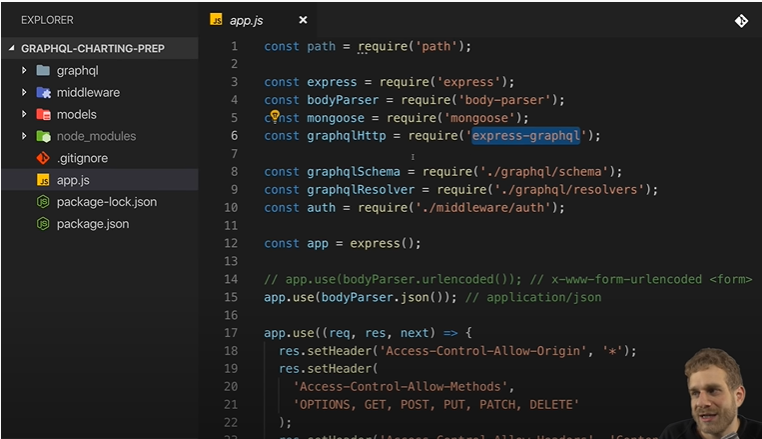 EXPLORER
GRAPHQL-CHARTING-PREP
graphql
middleware
models
node_modules
.gitignore
JS app.js
package-lock.json
package.json
JS app.js ×
1 const path = require('path');
2
3 const express = require('express');
4 const bodyParser = require('body-parser');
5 const mongoose = require('mongoose');
6 const graphqlHttp = require('express-graphql');
7
8 const graphqlSchema = require('./graphql/schema');
9 const graphqlResolver = require('./graphql/resolvers');
10 const auth = require('./middleware/auth');
11
12 const app = express();
13
14 // app.use(bodyParser.urlencoded()); // x-www-form-urlencoded <form>
15 app.use(bodyParser.json()); // application/json
16
17 app.use((req, res, next) => {
18 res.setHeader('Access-Control-Allow-Origin', '*');
19 res.setHeader(
20 'Access-Control-Allow-Methods',
21 'OPTIONS, GET, POST, PUT, PATCH, DELETE'
22 );